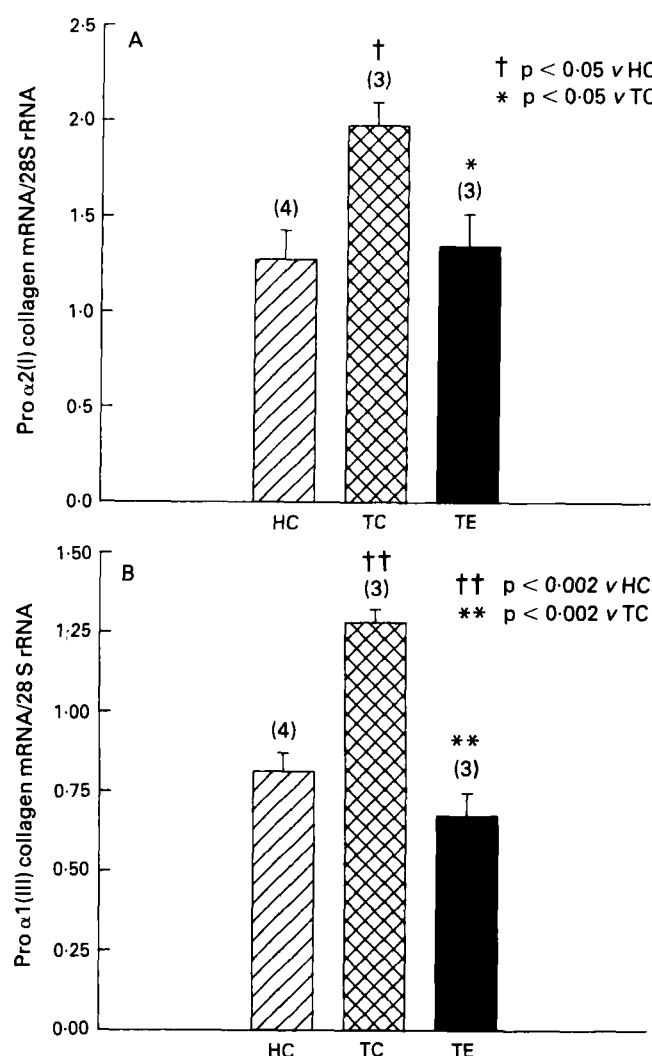 A
Pro α2(I) collagen mRNA/28S rRNA
2·5
2·0
1·5
1·0
0·5
0·0
† p < 0·05 v HC
* p < 0·05 v TC
(4)
†
(3)
*
(3)
HC TC TE
B
Pro α1(III) collagen mRNA/28 S rRNA
1·50
1·25
1·00
0·75
0·50
0·25
0·00
†† p < 0·002 v HC
** p < 0·002 v TC
(4)
††
(3)
**
(3)
HC TC TE